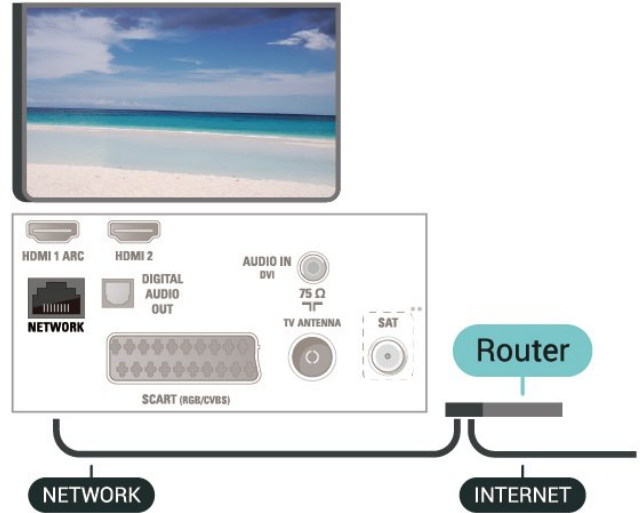 HDMI 1 ARC
HDMI 2
NETWORK
DIGITAL
AUDIO
OUT
AUDIO IN
DVI
75 Ω
TV ANTENNA
SAT
**
SCART (RGB/CVBS)
Router
NETWORK
INTERNET